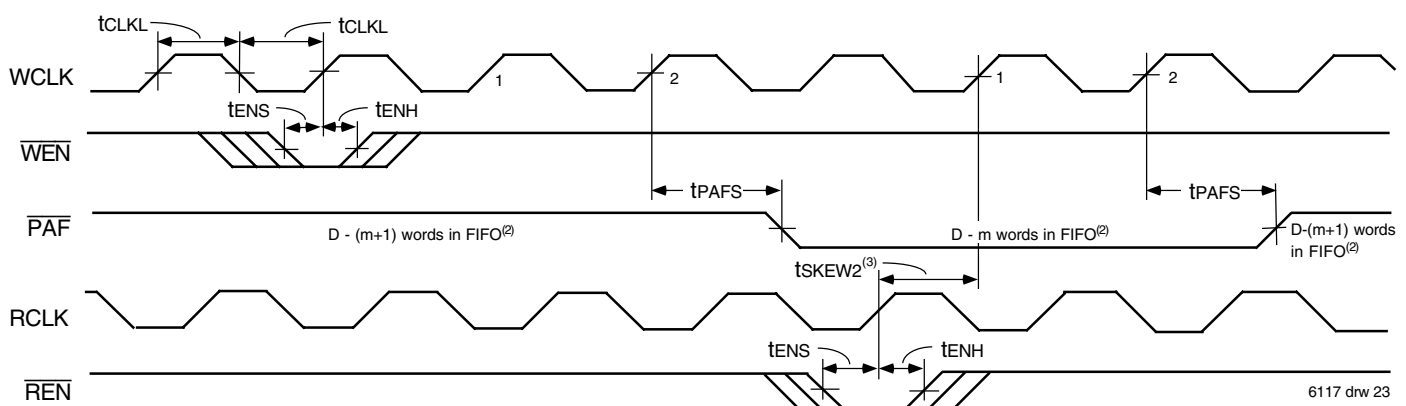 tCLKL tCLKL
WCLK 1 2 1 2
tENS tENH
WEN
tPAFS tPAFS
PAF D - (m+1) words in FIFO(2) D - m words in FIFO(2) D-(m+1) words
in FIFO(2)
tSKEW2(3)
RCLK
tENS tENH
REN
6117 drw 23